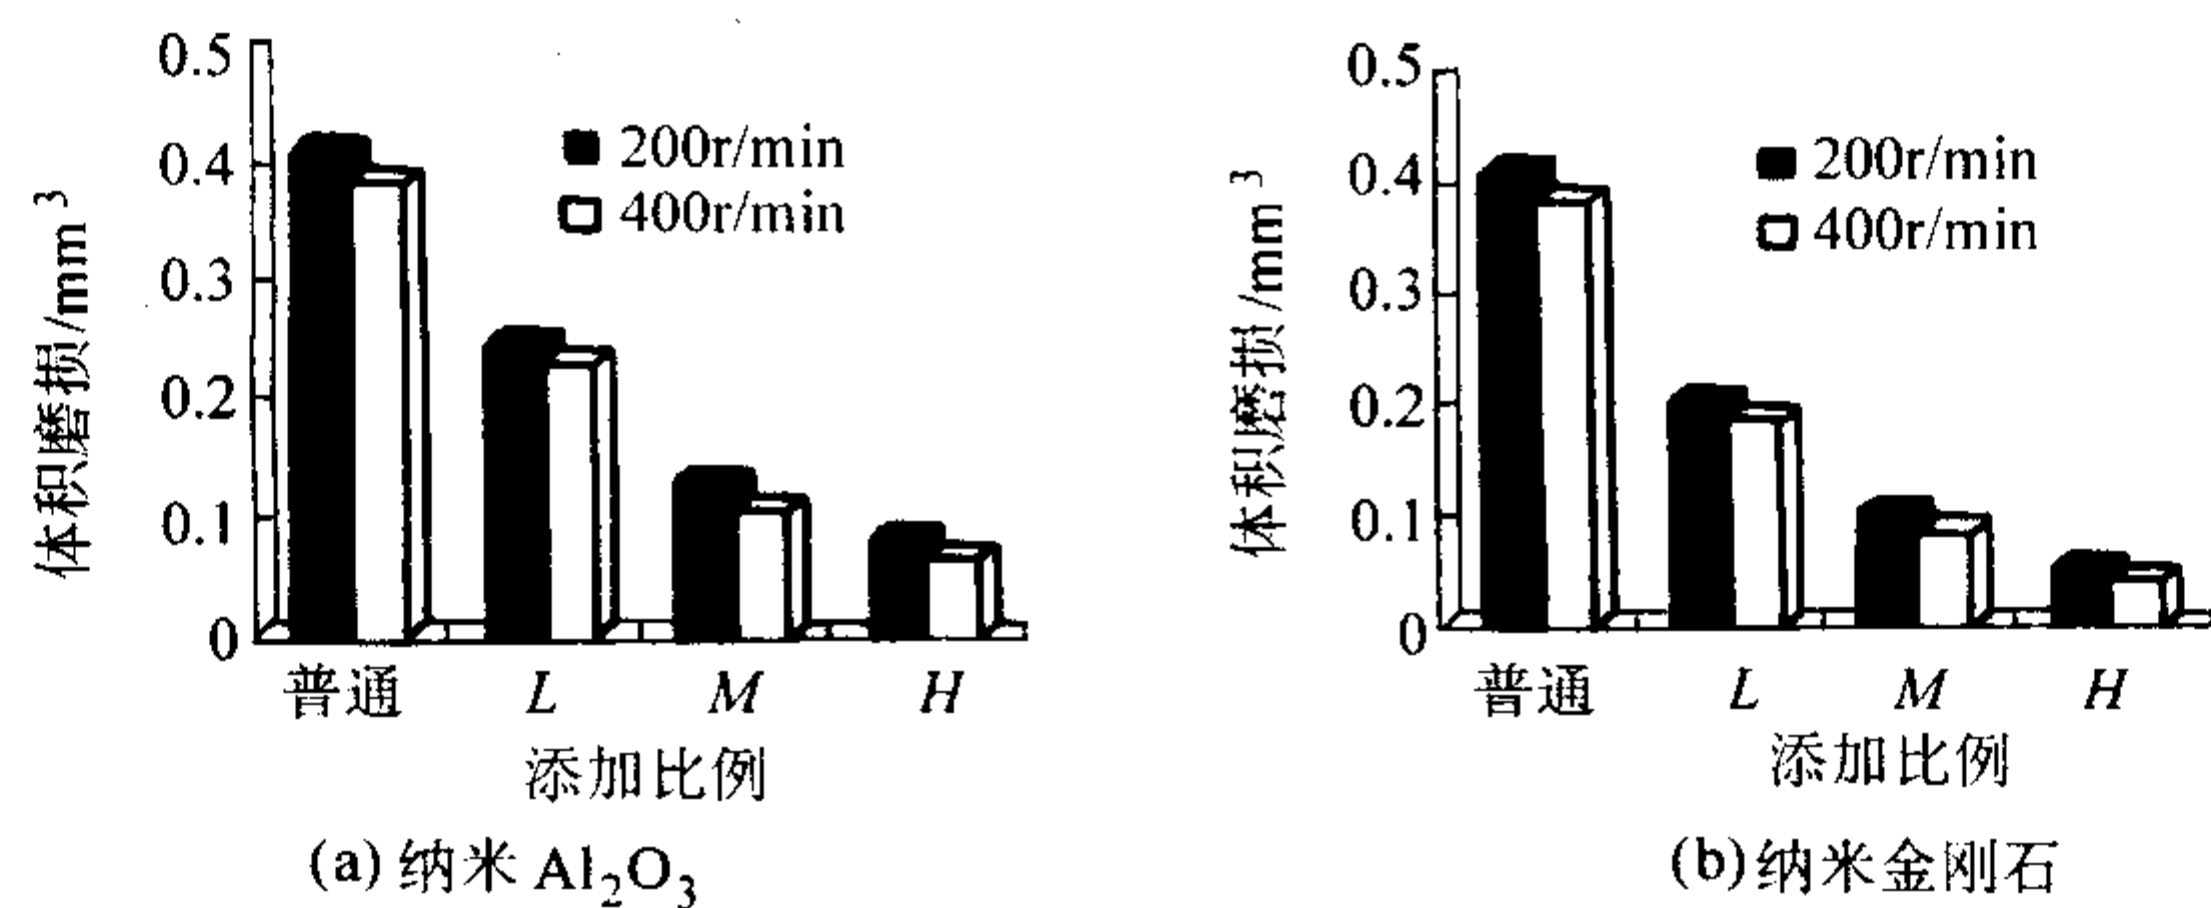 体积磨损/mm³
0.5
0.4
0.3
0.2
0.1
0
200r/min
400r/min
普通 L M H
添加比例
(a) 纳米 Al₂O₃
体积磨损/mm³
0.5
0.4
0.3
0.2
0.1
0
200r/min
400r/min
普通 L M H
添加比例
(b)纳米金刚石